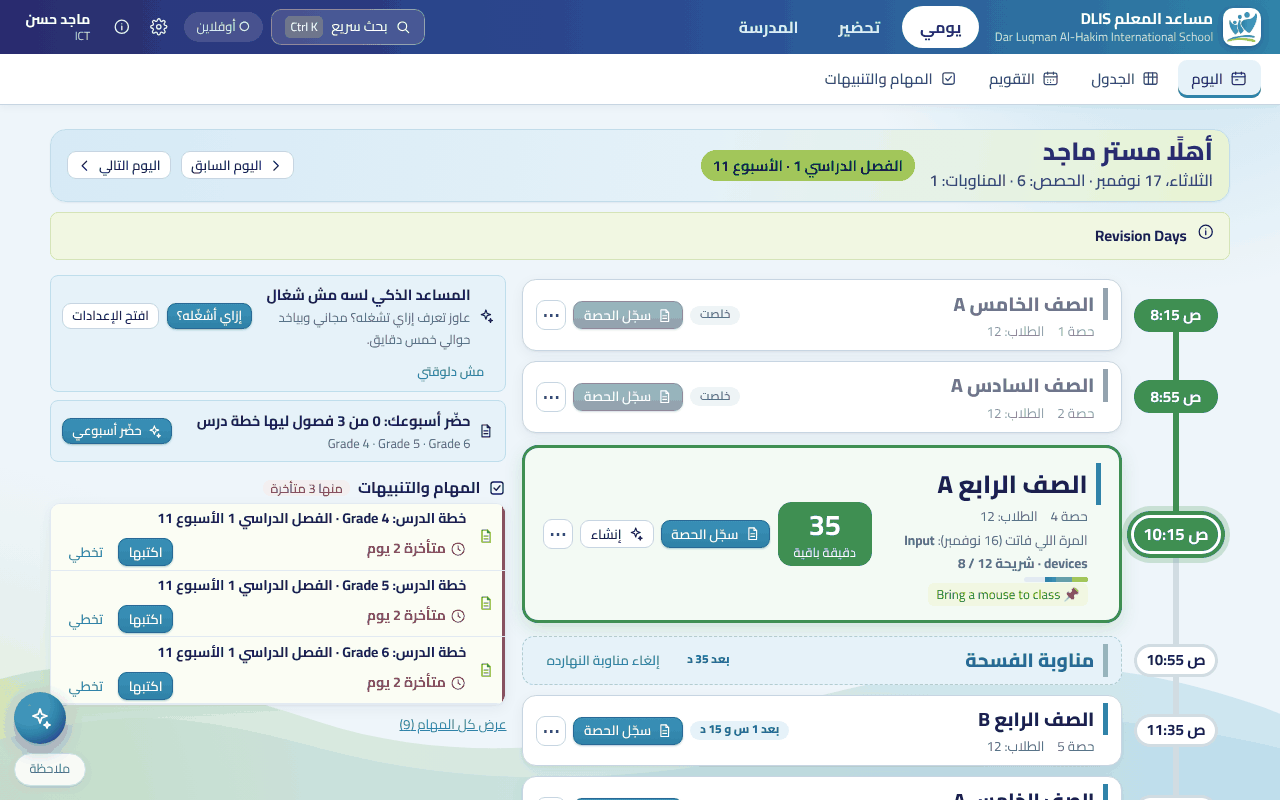 مساعد المعلم DLIS
Dar Luqman Al-Hakim International School
يومي
تحضير
المدرسة
بحث سريع
Ctrl K
أوفلاين
ماجد حسن
ICT
اليوم
الجدول
التقويم
المهام والتنبيهات
أهلًا مستر ماجد
الثلاثاء، 17 نوفمبر · الحصص: 6 · المناوبات: 1
الفصل الدراسي 1 · الأسبوع 11
اليوم السابق
اليوم التالي
Revision Days
8:15 ص
الصف الخامس A
حصة 1 الطلاب: 12
خلصت
سجّل الحصة
8:55 ص
الصف السادس A
حصة 2 الطلاب: 12
خلصت
سجّل الحصة
10:15 ص
الصف الرابع A
حصة 4 الطلاب: 12
المرة اللي فاتت (16 نوفمبر): Input
devices · شريحة 12 / 8
📌 Bring a mouse to class
35
دقيقة باقية
سجّل الحصة
إنشاء
10:55 ص
مناوبة الفسحة
بعد 35 د
إلغاء مناوبة النهارده
11:35 ص
الصف الرابع B
حصة 5 الطلاب: 12
بعد 1 س و 15 د
سجّل الحصة
الصف الخامس A
المساعد الذكي لسه مش شغال
عاوز تعرف إزاي تشغله؟ مجاني وبياخد
حوالي خمس دقايق.
إزاي أشغّله؟
افتح الإعدادات
مش دلوقتي
حضّر أسبوعك: 0 من 3 فصول ليها خطة درس
Grade 4 · Grade 5 · Grade 6
حضّر أسبوعي
المهام والتنبيهات
منها 3 متأخرة
خطة الدرس: Grade 4 · الفصل الدراسي 1 الأسبوع 11
متأخرة 2 يوم
اكتبها
تخطي
خطة الدرس: Grade 5 · الفصل الدراسي 1 الأسبوع 11
متأخرة 2 يوم
اكتبها
تخطي
خطة الدرس: Grade 6 · الفصل الدراسي 1 الأسبوع 11
متأخرة 2 يوم
اكتبها
تخطي
عرض كل المهام (9)
ملاحظة